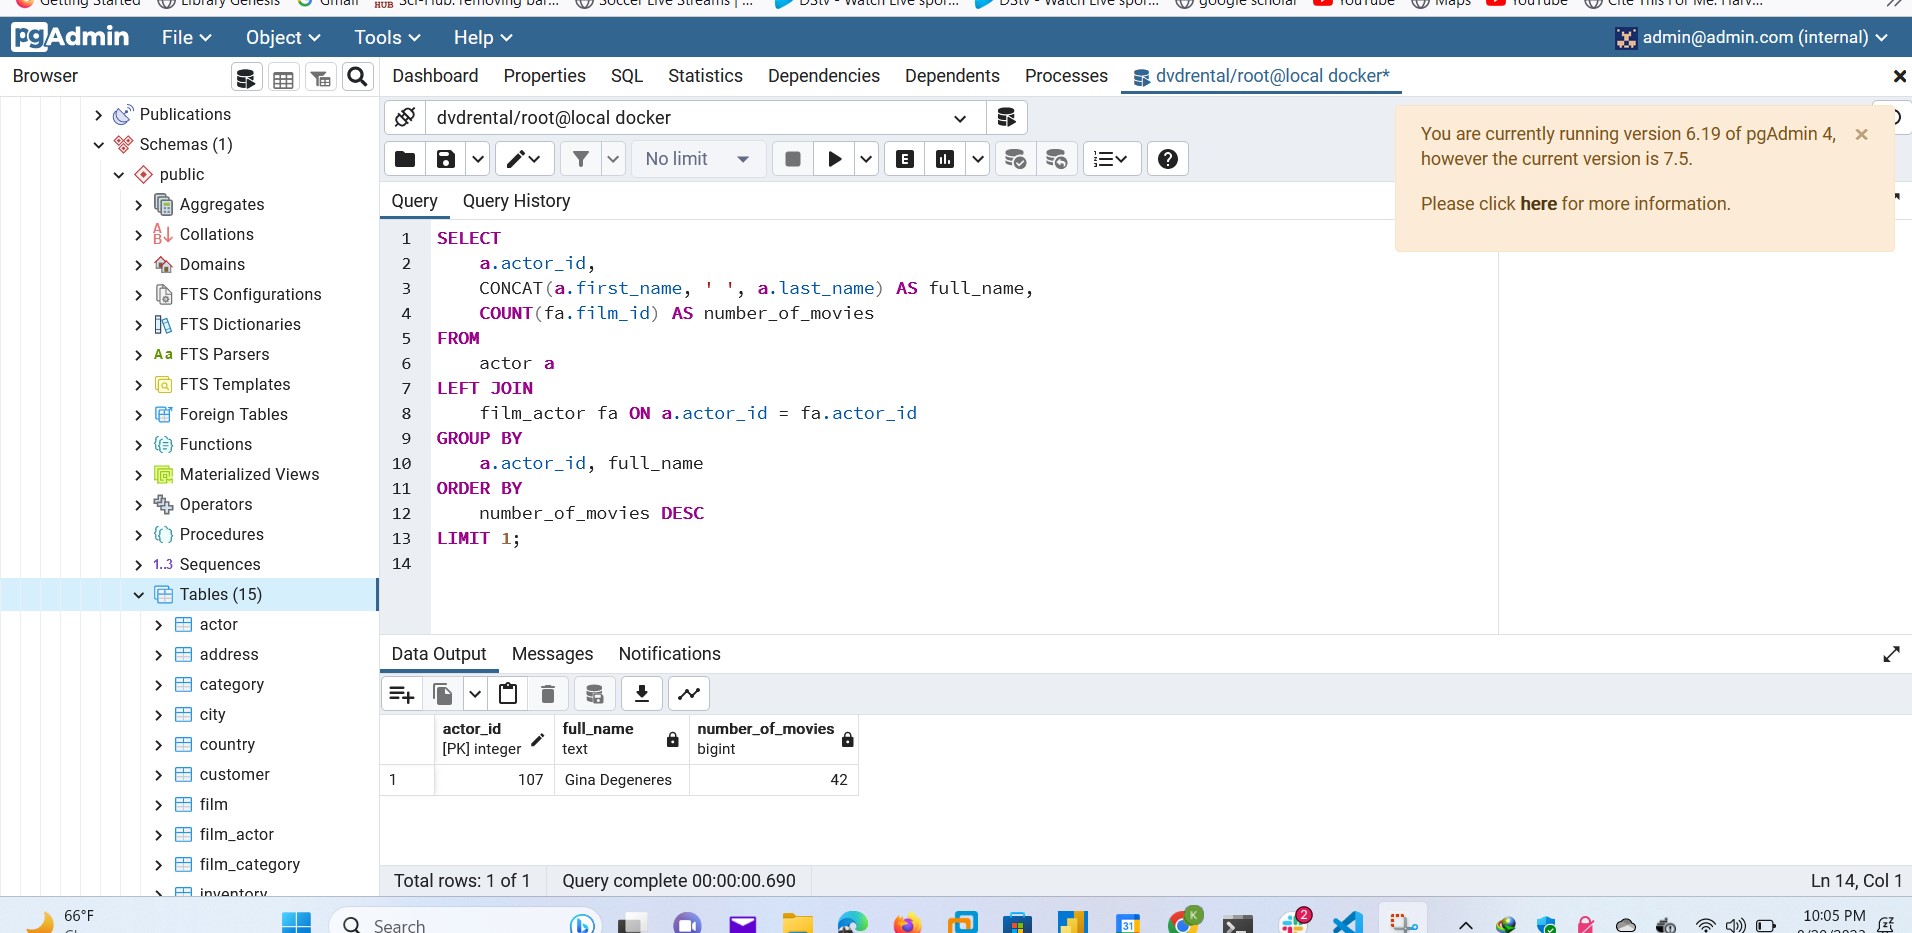 Getting Started Library Genesis Gmail Sci-Hub: removing bar... Soccer Live Streams | ... DStv - Watch Live spor... DStv - Watch Live spor... google scholar YouTube Maps YouTube Cite This For Me: Harv...
pgAdmin File Object Tools Help admin@admin.com (internal)
Browser Dashboard Properties SQL Statistics Dependencies Dependents Processes dvdrental/root@local docker*
Publications
Schemas (1)
public
Aggregates
Collations
Domains
FTS Configurations
FTS Dictionaries
Aa FTS Parsers
FTS Templates
Foreign Tables
Functions
Materialized Views
Operators
Procedures
1..3 Sequences
Tables (15)
actor
address
category
city
country
customer
film
film_actor
film_category
inventory
dvdrental/root@local docker
No limit
E
You are currently running version 6.19 of pgAdmin 4,
however the current version is 7.5.
Please click here for more information.
Query Query History
1 SELECT
2 a.actor_id,
3 CONCAT(a.first_name, ' ', a.last_name) AS full_name,
4 COUNT(fa.film_id) AS number_of_movies
5 FROM
6 actor a
7 LEFT JOIN
8 film_actor fa ON a.actor_id = fa.actor_id
9 GROUP BY
10 a.actor_id, full_name
11 ORDER BY
12 number_of_movies DESC
13 LIMIT 1;
14
Data Output Messages Notifications
actor_id full_name number_of_movies
[PK] integer text bigint
1 107 Gina Degeneres 42
Total rows: 1 of 1 Query complete 00:00:00.690 Ln 14, Col 1
66°F
Search
31
K
2
10:05 PM